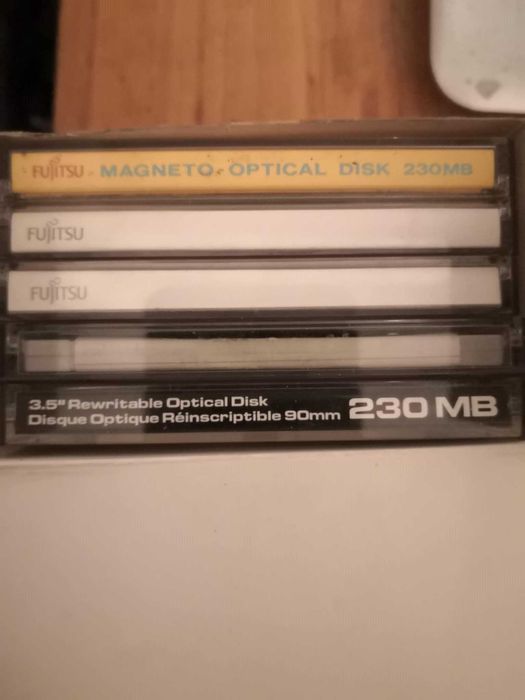 FUJITSU MAGNETO-OPTICAL DISK 230MB
FUJITSU
FUJITSU
3.5" Rewritable Optical Disk
Disque Optique Réinscriptible 90mm 230 MB